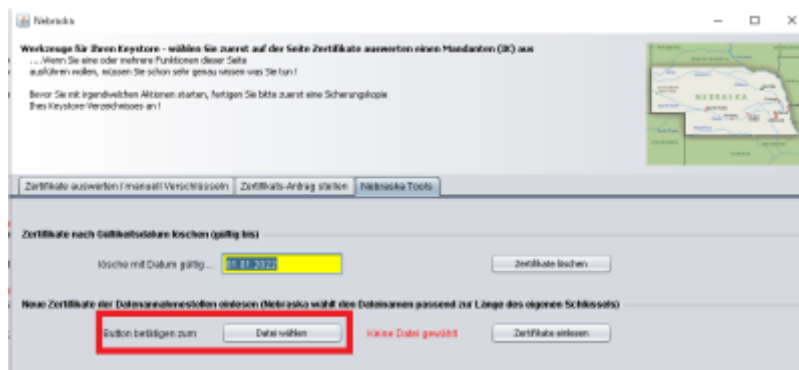 Nebraska
Werkzeuge für Ihren Keystore - wählen Sie zuerst auf der Seite Zertifikate auswerten einen Mandanten (IK) aus
....Wenn Sie eine oder mehrere Funktionen dieser Seite
ausführen wollen, müssen Sie schon sehr genau wissen was Sie tun !
Bevor Sie mit irgendwelchen Aktionen starten, fertigen Sie bitte zuerst eine Sicherungskopie
Ihres Keystore-Verzeichnisses an !
NEBRASKA
Zertifikate auswerten / manuell Verschlüsseln
Zertifikats-Antrag stellen
Nebraska Tools
Zertifikate nach Gültikeitsdatum löschen (gültig bis)
lösche mit Datum gültig ...
01.01.2022
Zertifikate löschen
Neue Zertifikate der Datenannahmestellen einlesen (Nebraska wählt den Dateinamen passend zur Länge des eigenen Schlüssels)
Button betätigen zum
Datei wählen
Keine Datei gewählt
Zertifikate einlesen